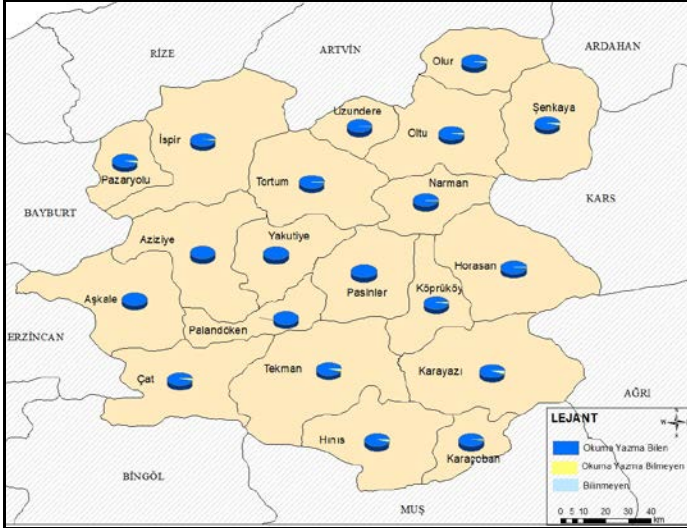 RİZE
ARTVİN
ARDAHAN
Olur
Şenkaya
Uzundere
Oltu
İspir
Pazaryolu
Tortum
Narman
KARS
BAYBURT
Aziziye
Yakutiye
Horasan
Pasinler
Köprüköy
Aşkale
ERZİNCAN
Palandöken
Tekman
Karayazı
Çat
AĞRI
LEJANT
Hınıs
Karaçoban
Okuma Yazma Bilen
Okuma Yazma Bilmeyen
Bilinmeyen
BİNGÖL
MUŞ
0 5 10 20 30 40
km